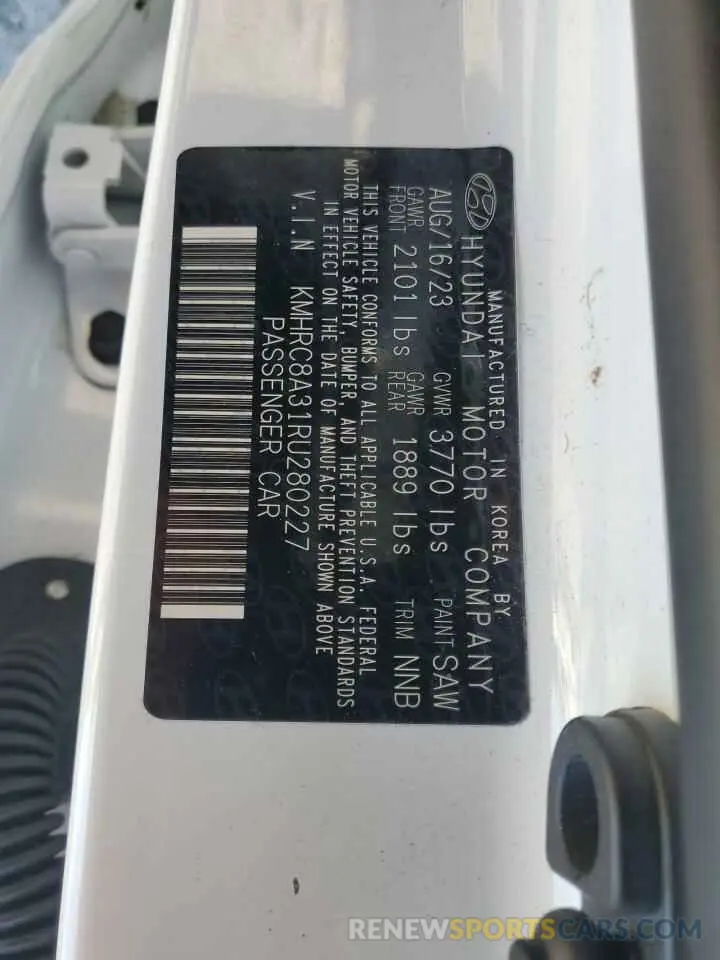 MANUFACTURED IN KOREA BY
HYUNDAI MOTOR COMPANY
AUG/16/23 GVWR 3,770 lbs PAINT SAW
GAWR FRONT 2101 lbs GAWR REAR 1889 lbs TRIM NNB
THIS VEHICLE CONFORMS TO ALL APPLICABLE U.S.A. FEDERAL
MOTOR VEHICLE SAFETY, BUMPER, AND THEFT PREVENTION STANDARDS
IN EFFECT ON THE DATE OF MANUFACTURE SHOWN ABOVE
V.I.N KMHRC8A31RU280227
PASSENGER CAR
RENEWSPORTSCARS.COM